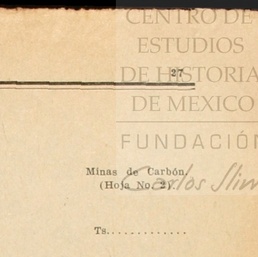 CENTRO DE
ESTUDIOS
DE HISTORIA
DE MEXICO
FUNDACIÓN
Carlos Slim
27
Minas de Carbón.
(Hoja No. 2).
Ts.............